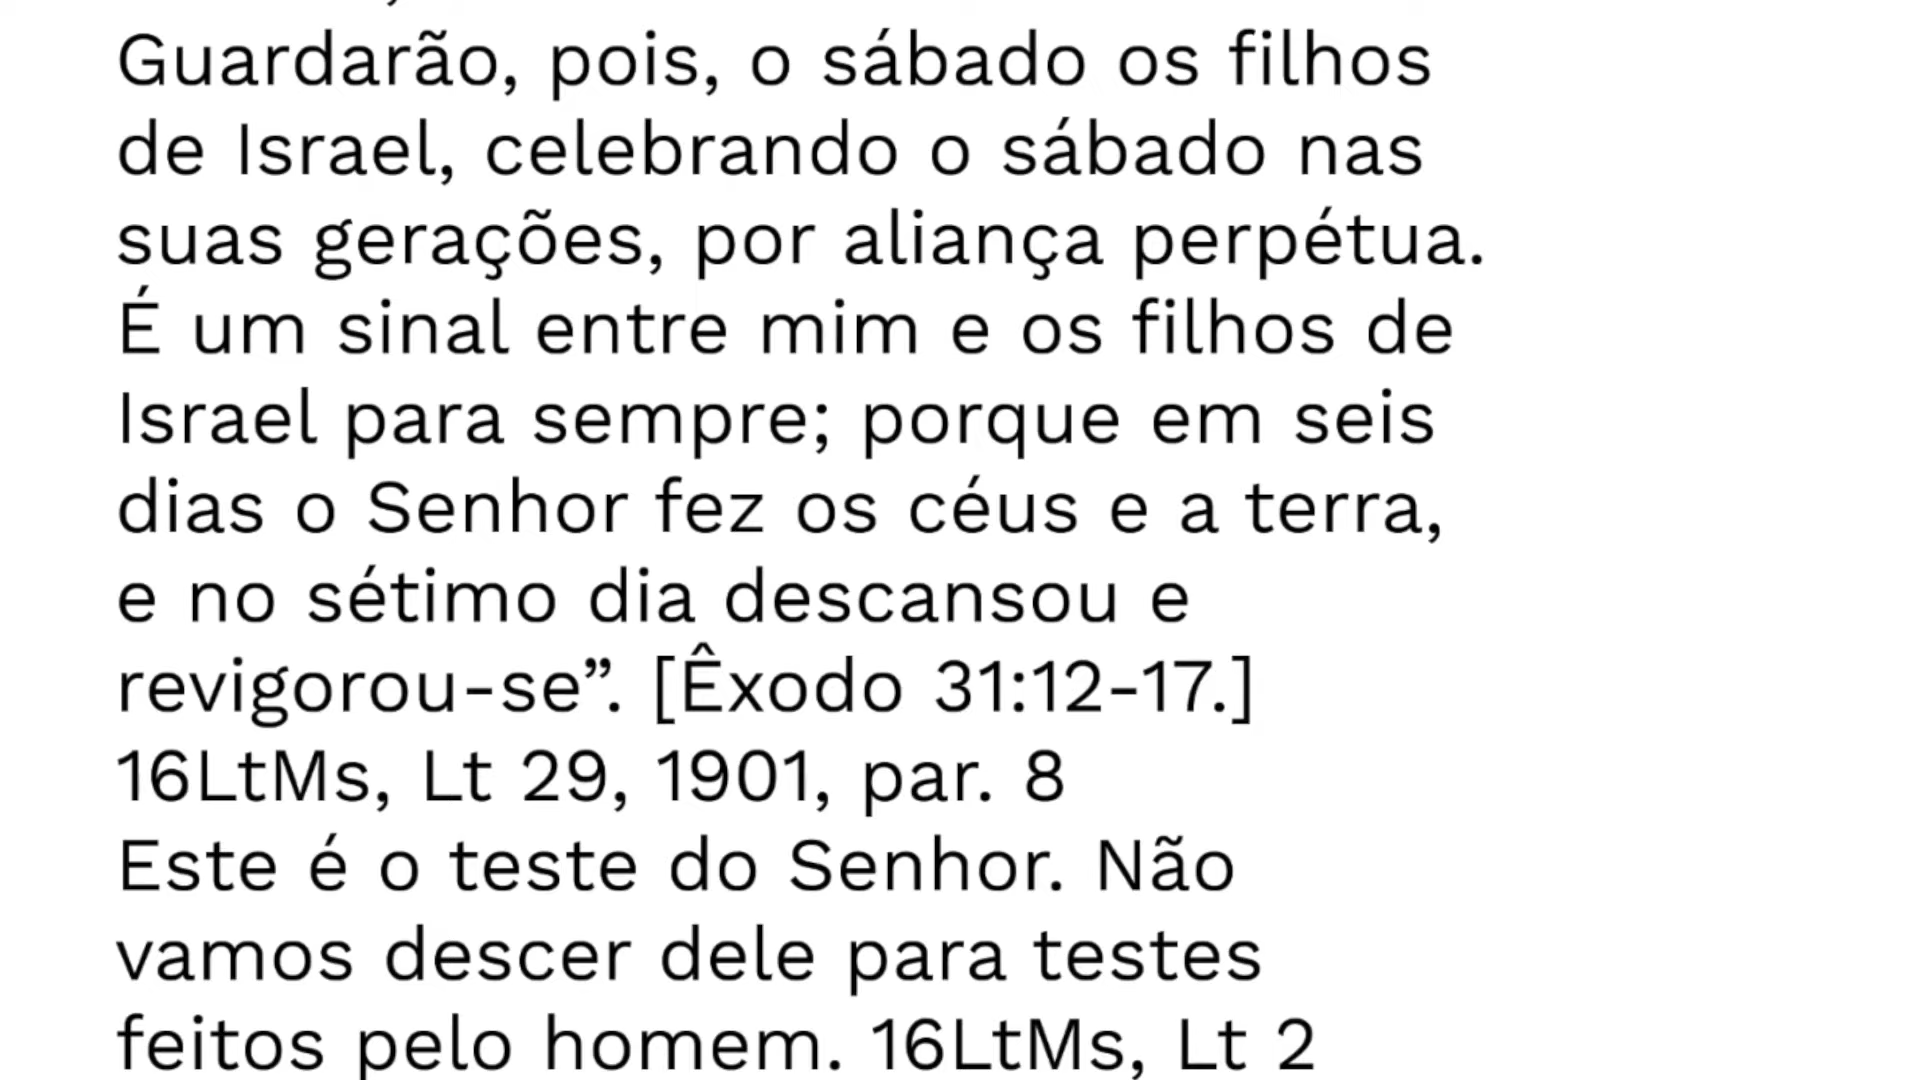 Guardarão, pois, o sábado os filhos
de Israel, celebrando o sábado nas
suas gerações, por aliança perpétua.
É um sinal entre mim e os filhos de
Israel para sempre; porque em seis
dias o Senhor fez os céus e a terra,
e no sétimo dia descansou e
revigorou-se”. [Êxodo 31:12-17.]
16LtMs, Lt 29, 1901, par. 8
Este é o teste do Senhor. Não
vamos descer dele para testes
feitos pelo homem. 16LtMs, Lt 2